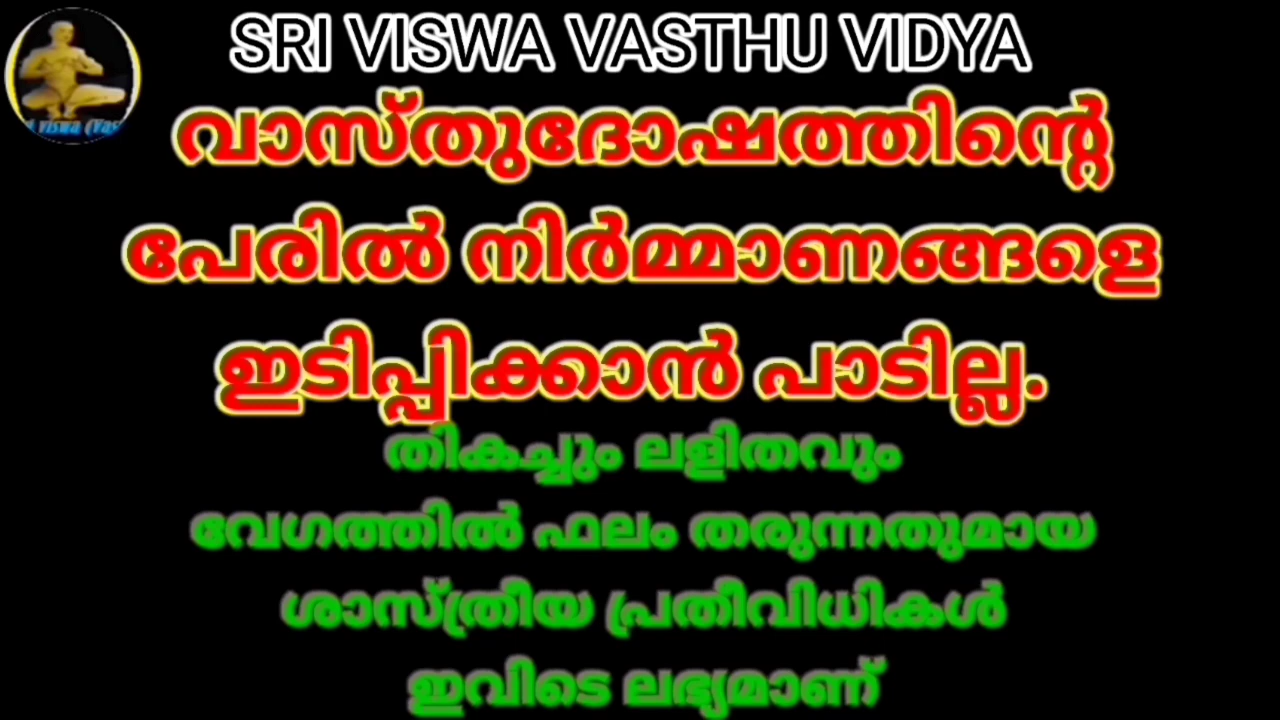 SRI VISWA VASTHU VIDYA
വാസ്തുദോഷത്തിന്റെ
പേരിൽ നിർമ്മാണങ്ങളെ
ഇടിപ്പിക്കാൻ പാടില്ല.
തികച്ചും ലളിതവും
വേഗത്തിൽ ഫലം തരുന്നതുമായ
ശാസ്ത്രീയ പ്രതിവിധികൾ
ഇവിടെ ലഭ്യമാണ്
viswa